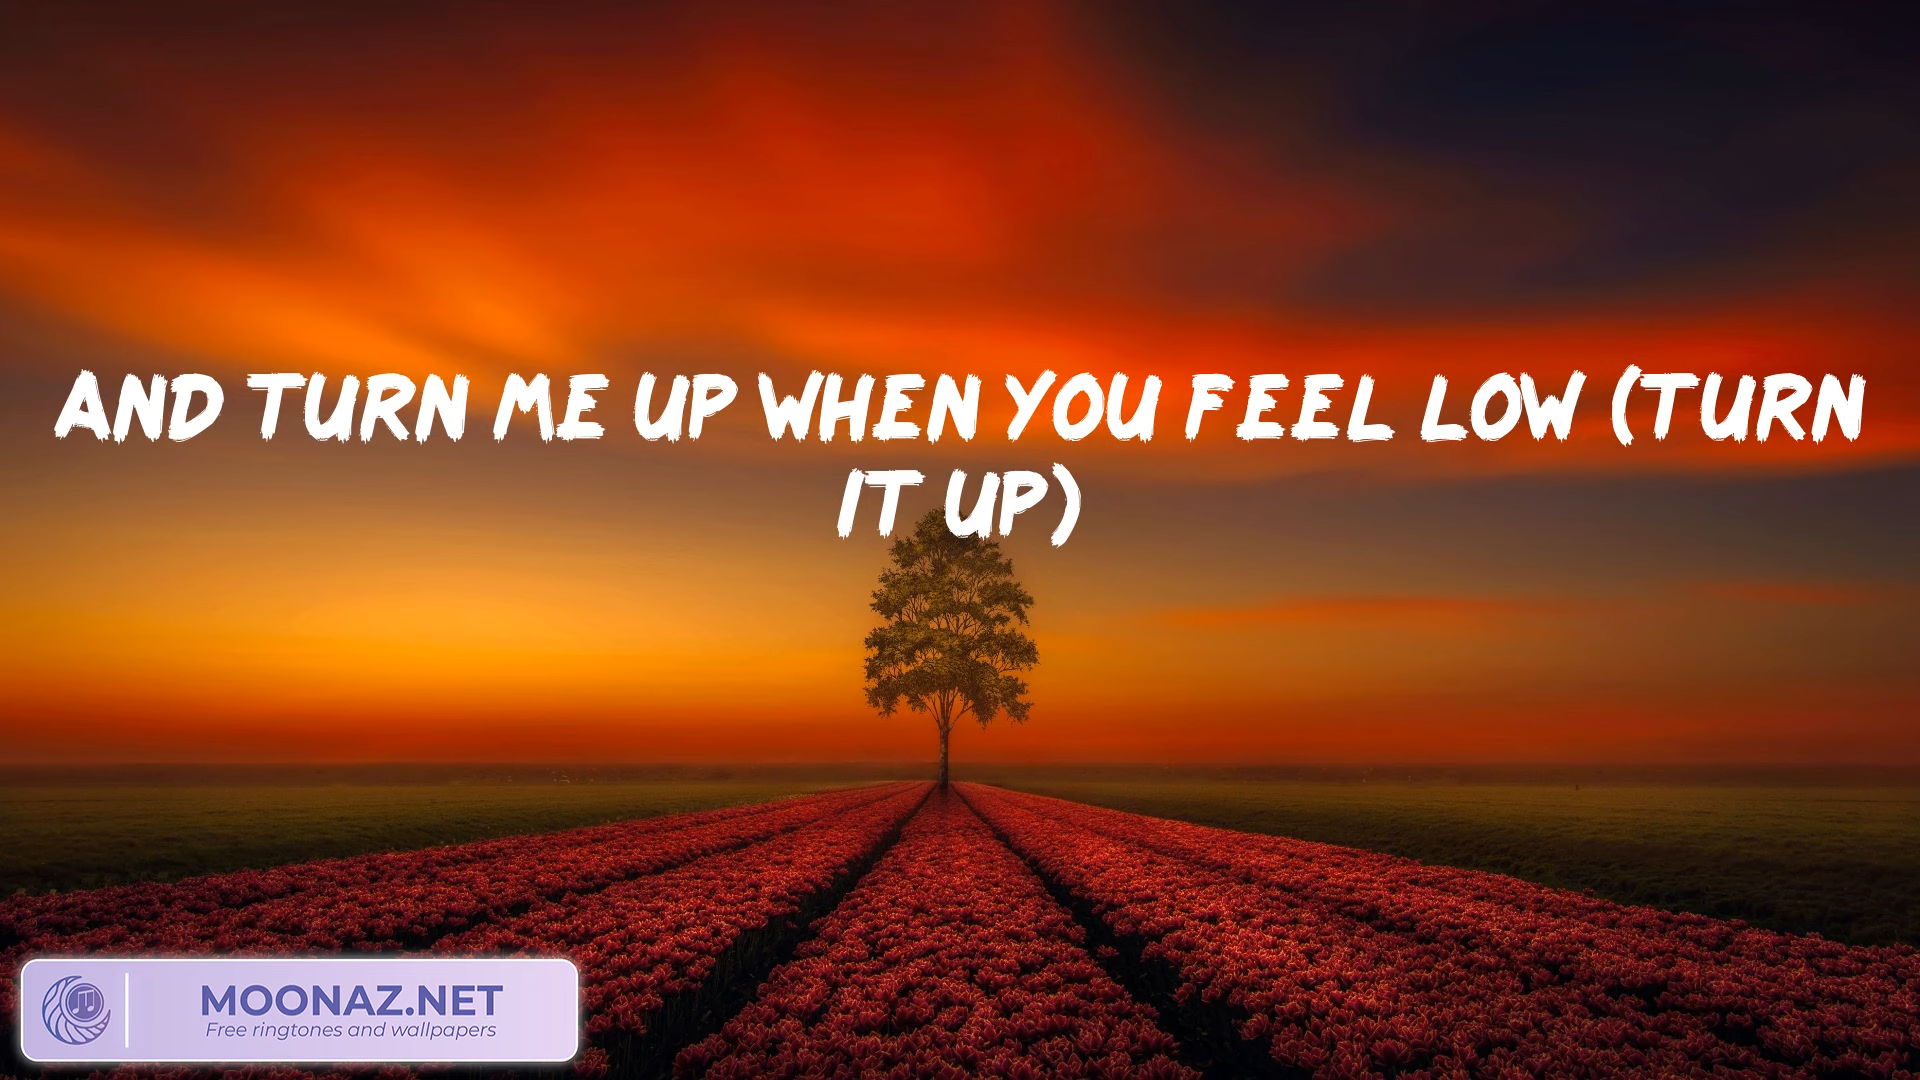 AND TURN ME UP WHEN YOU FEEL LOW (TURN
IT UP)
MOONAZ.NET
Free ringtones and wallpapers